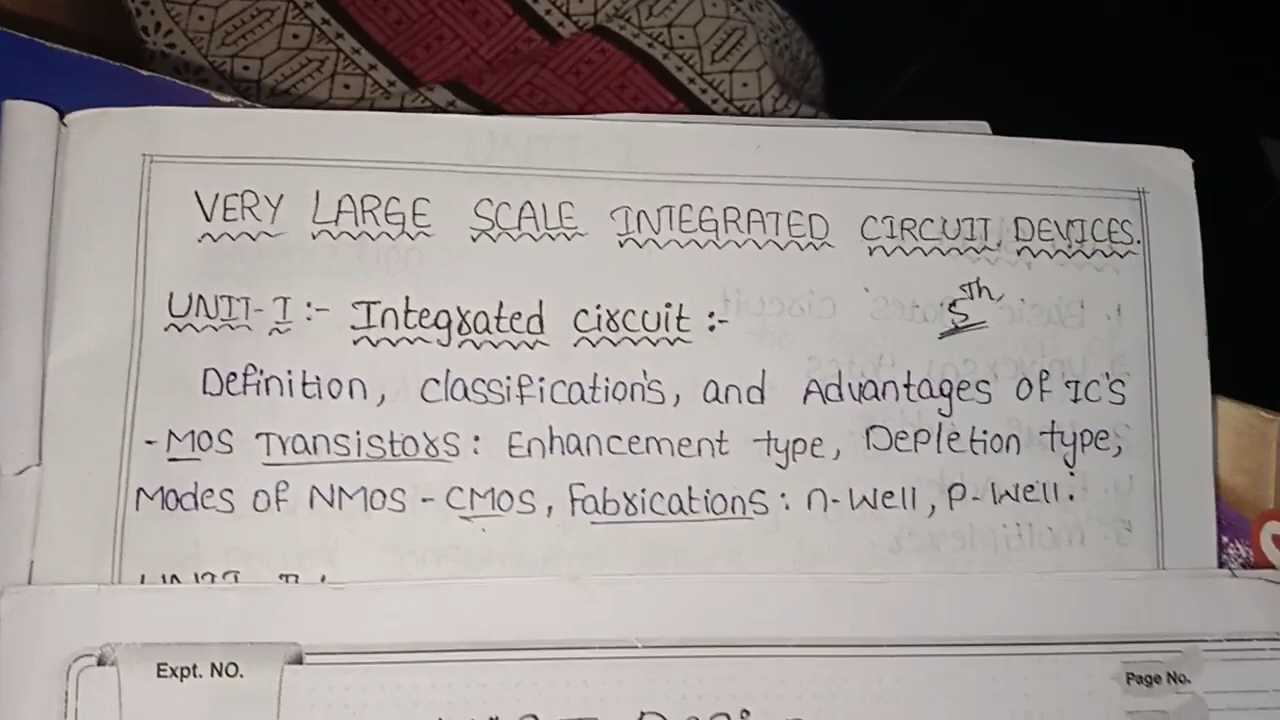 VERY LARGE SCALE INTEGRATED CIRCUIT DEVICES.
UNIT-I :- Integrated circuit :-
5Th
Definition, classification's, and Advantages of IC'S
- MOS Transistors : Enhancement type, Depletion type,
Modes of NMOS - CMOS, Fabrications : n-well, p-well.
Expt. NO.
Page No.